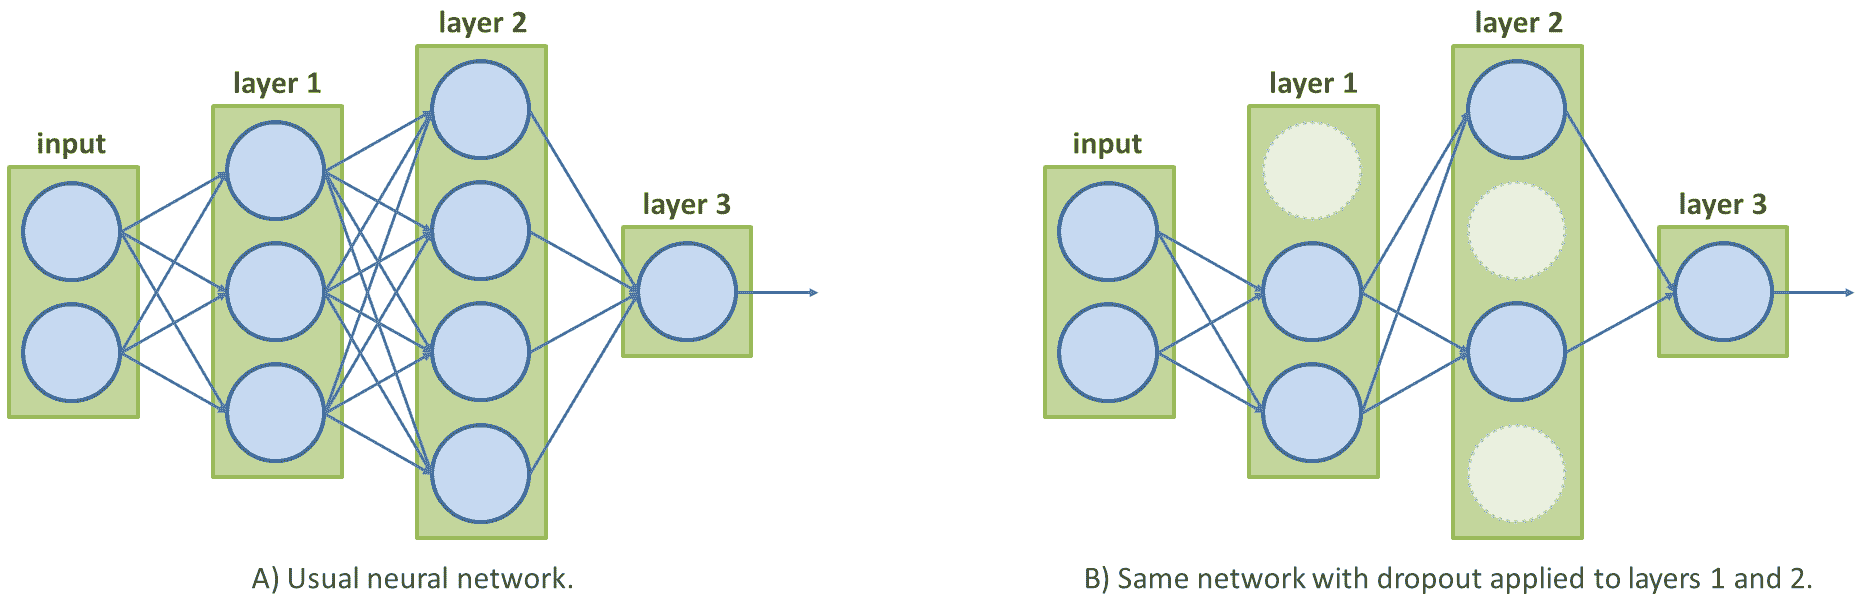 input
layer 1
layer 2
layer 3
A) Usual neural network.
input
layer 1
layer 2
layer 3
B) Same network with dropout applied to layers 1 and 2.